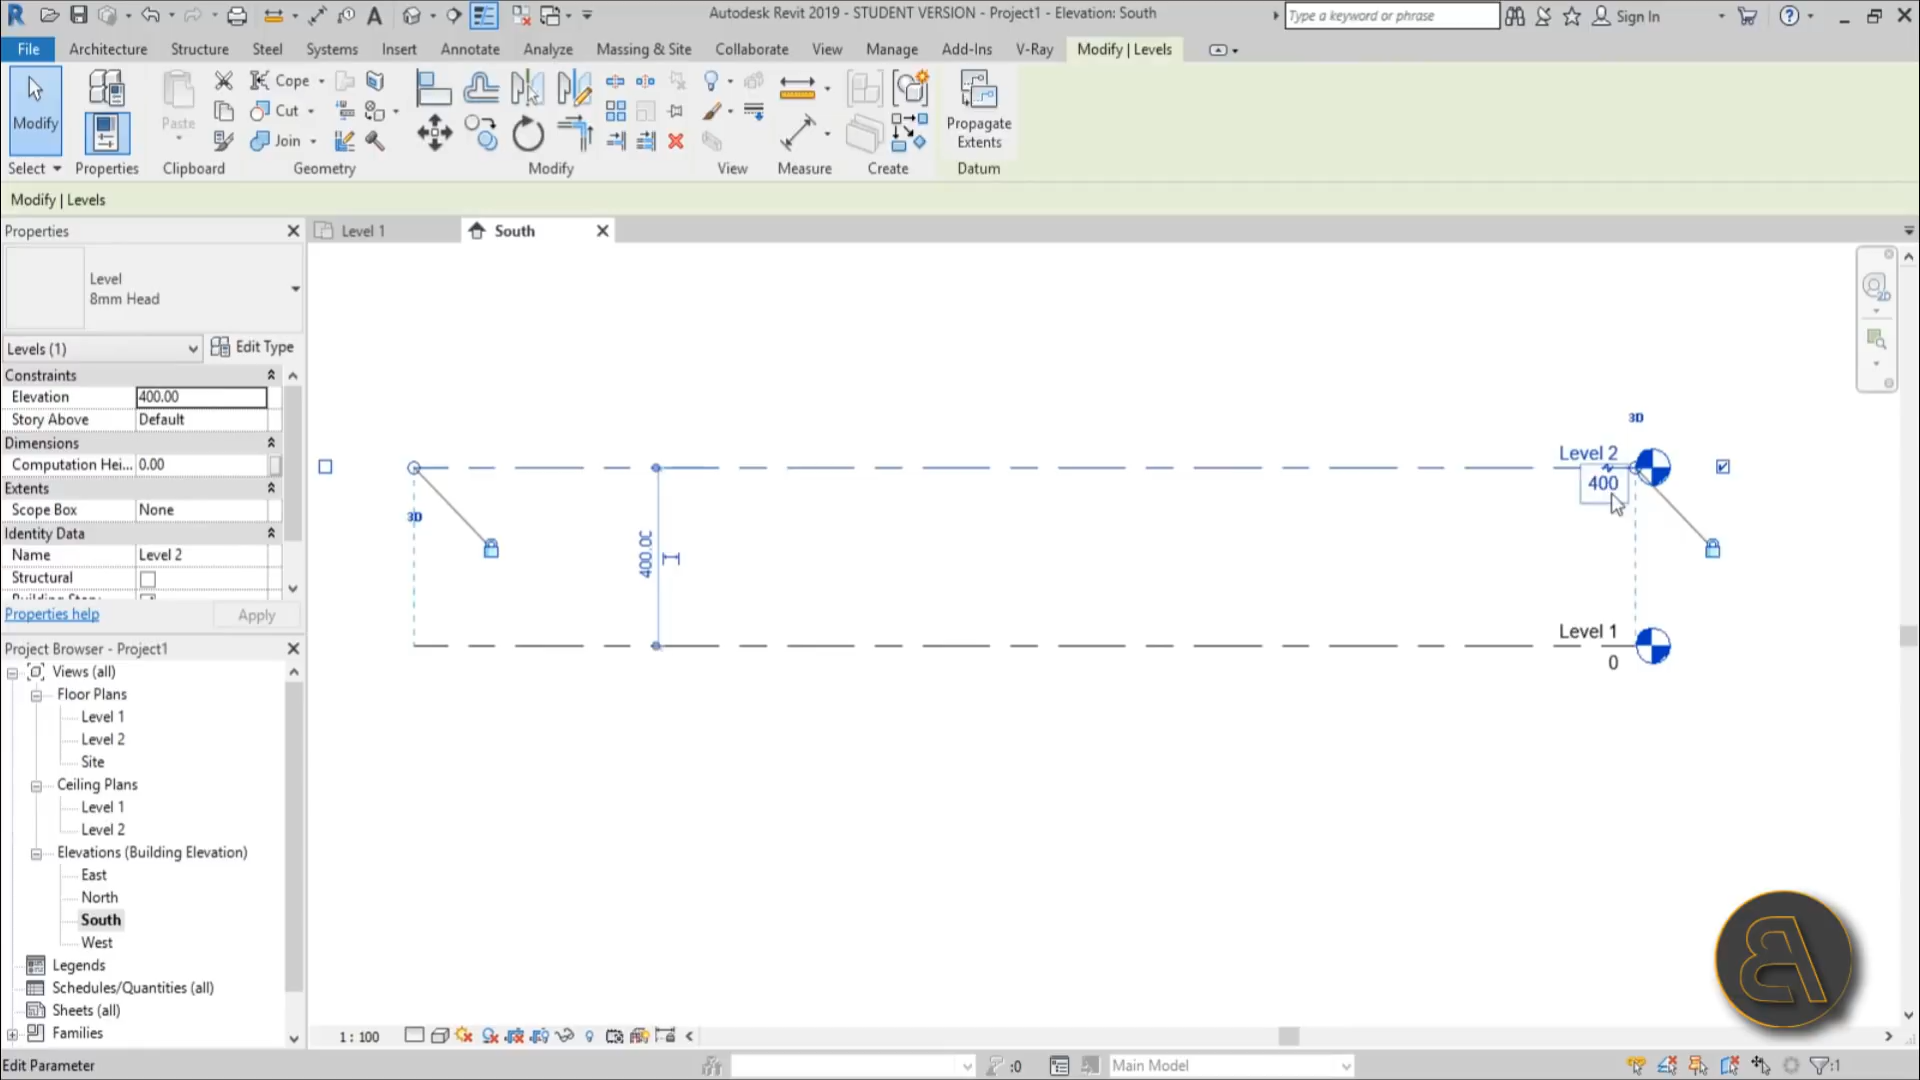 Autodesk Revit 2019 - STUDENT VERSION - Project1 - Elevation: South
Type a keyword or phrase
Sign In
File
Architecture
Structure
Steel
Systems
Insert
Annotate
Analyze
Massing & Site
Collaborate
View
Manage
Add-Ins
V-Ray
Modify | Levels
Modify
Paste
Cope
Cut
Join
Propagate
Extents
Select
Properties
Clipboard
Geometry
Modify
View
Measure
Create
Datum
Modify | Levels
Properties
Level 1
South
Level
8mm Head
Levels (1)
Edit Type
Constraints
Elevation
400.00
Story Above
Default
Dimensions
Computation Hei...
0.00
Extents
Scope Box
None
Identity Data
Name
Level 2
Structural
Properties help
Apply
Project Browser - Project1
Views (all)
Floor Plans
Level 1
Level 2
Site
Ceiling Plans
Level 1
Level 2
Elevations (Building Elevation)
East
North
South
West
Legends
Schedules/Quantities (all)
Sheets (all)
Families
3D
Level 2
400
3D
400.00
Level 1
0
2D
1 : 100
Edit Parameter
:0
Main Model
:1